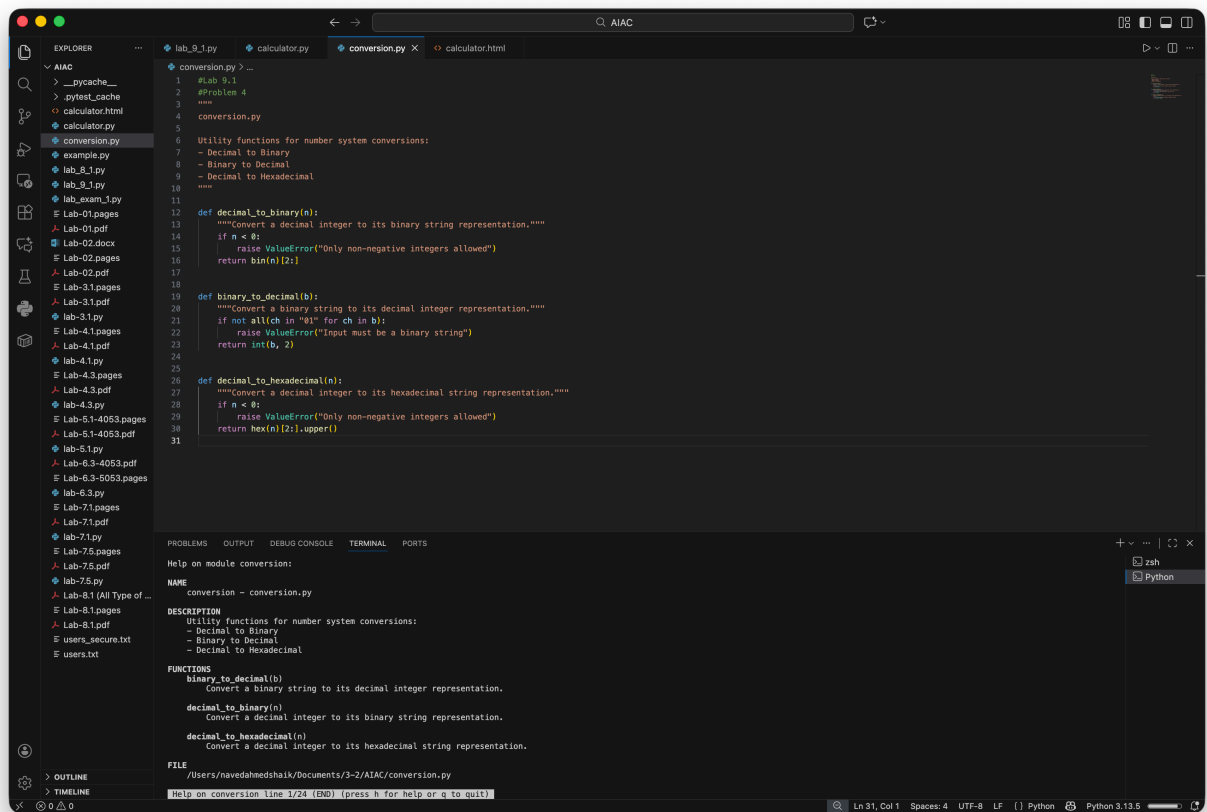 AIAC
EXPLORER
AIAC
__pycache__
.pytest_cache
calculator.html
calculator.py
conversion.py
example.py
lab_8_1.py
lab_9_1.py
lab_exam_1.py
Lab-01.pages
Lab-01.pdf
Lab-02.docx
Lab-02.pages
Lab-02.pdf
Lab-3.1.pages
Lab-3.1.pdf
lab-3.1.py
Lab-4.1.pages
Lab-4.1.pdf
lab-4.1.py
Lab-4.3.pages
Lab-4.3.pdf
lab-4.3.py
Lab-5.1-4053.pages
Lab-5.1-4053.pdf
lab-5.1.py
Lab-6.3-4053.pdf
Lab-6.3-5053.pages
lab-6.3.py
Lab-7.1.pages
Lab-7.1.pdf
lab-7.1.py
Lab-7.5.pages
Lab-7.5.pdf
lab-7.5.py
Lab-8.1 (All Type of ...
Lab-8.1.pages
Lab-8.1.pdf
users_secure.txt
users.txt
OUTLINE
TIMELINE
lab_9_1.py calculator.py conversion.py calculator.html
conversion.py > ...
1 #Lab 9.1
2 #Problem 4
3 """
4 conversion.py
5
6 Utility functions for number system conversions:
7 - Decimal to Binary
8 - Binary to Decimal
9 - Decimal to Hexadecimal
10 """
11
12 def decimal_to_binary(n):
13     """Convert a decimal integer to its binary string representation."""
14     if n < 0:
15         raise ValueError("Only non-negative integers allowed")
16     return bin(n)[2:]
17
18
19 def binary_to_decimal(b):
20     """Convert a binary string to its decimal integer representation."""
21     if not all(ch in "01" for ch in b):
22         raise ValueError("Input must be a binary string")
23     return int(b, 2)
24
25
26 def decimal_to_hexadecimal(n):
27     """Convert a decimal integer to its hexadecimal string representation."""
28     if n < 0:
29         raise ValueError("Only non-negative integers allowed")
30     return hex(n)[2:].upper()
31
PROBLEMS OUTPUT DEBUG CONSOLE TERMINAL PORTS
zsh
Python
Help on module conversion:
NAME
    conversion - conversion.py
DESCRIPTION
    Utility functions for number system conversions:
    - Decimal to Binary
    - Binary to Decimal
    - Decimal to Hexadecimal
FUNCTIONS
    binary_to_decimal(b)
        Convert a binary string to its decimal integer representation.
    decimal_to_binary(n)
        Convert a decimal integer to its binary string representation.
    decimal_to_hexadecimal(n)
        Convert a decimal integer to its hexadecimal string representation.
FILE
    /Users/navedahmedshaik/Documents/3-2/AIAC/conversion.py
Help on conversion line 1/24 (END) (press h for help or q to quit)
0 0 Ln 31, Col 1 Spaces: 4 UTF-8 LF {} Python Python 3.13.5